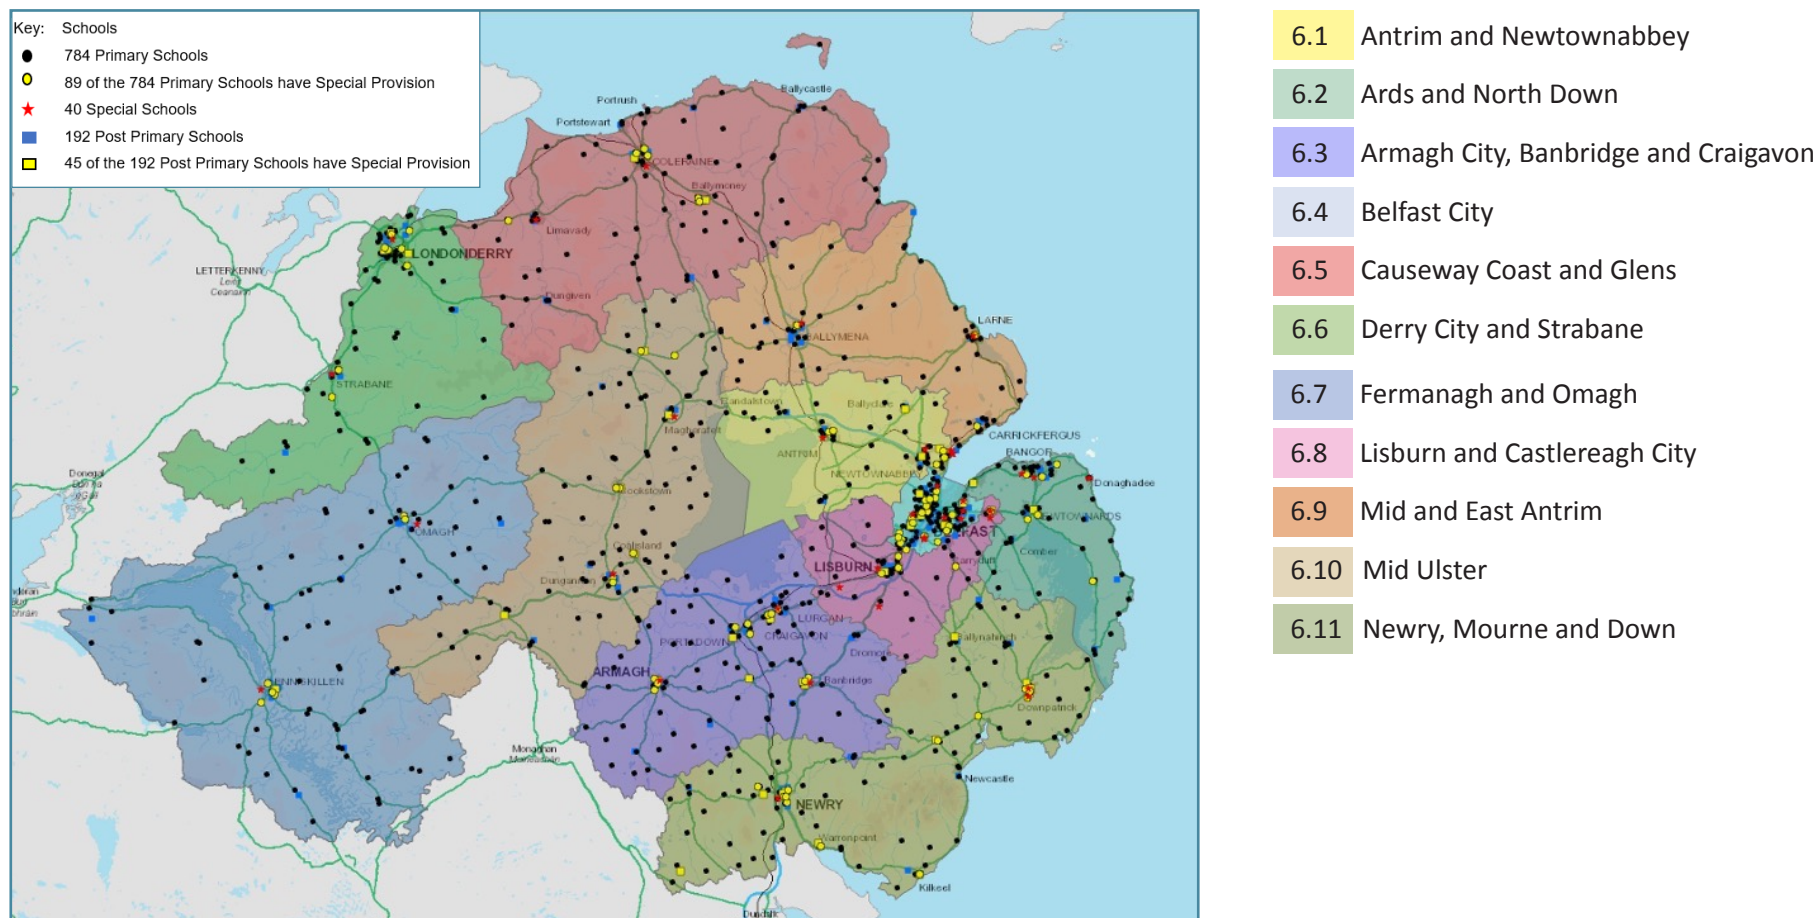 Key: Schools
784 Primary Schools
89 of the 784 Primary Schools have Special Provision
40 Special Schools
192 Post Primary Schools
45 of the 192 Post Primary Schools have Special Provision
6.1 Antrim and Newtownabbey
6.2 Ards and North Down
6.3 Armagh City, Banbridge and Craigavon
6.4 Belfast City
6.5 Causeway Coast and Glens
6.6 Derry City and Strabane
6.7 Fermanagh and Omagh
6.8 Lisburn and Castlereagh City
6.9 Mid and East Antrim
6.10 Mid Ulster
6.11 Newry, Mourne and Down
Portrush
Ballycastle
Portstewart
COLERAINE
Ballymoney
Limavady
LONDONDERRY
LETTERKENNY
Dungiven
LARNE
BALLYMENA
STRABANE
Randalstown
Ballyclare
Magherafelt
CARRICKFERGUS
BANGOR
ANTRIM
NEWTOWNABBEY
Donegal
Donaghadee
Cookstown
NEWTOWNARDS
OMAGH
FAST
Coalisland
Comber
LISBURN
Dungannon
LURGAN
CRAIGAVON
PORTADOWN
Ballynahinch
Dromore
ARMAGH
Banbridge
ENNISKILLEN
Downpatrick
Monaghan
Newcastle
NEWRY
Warrenpoint
Kilkeel
Dundalk